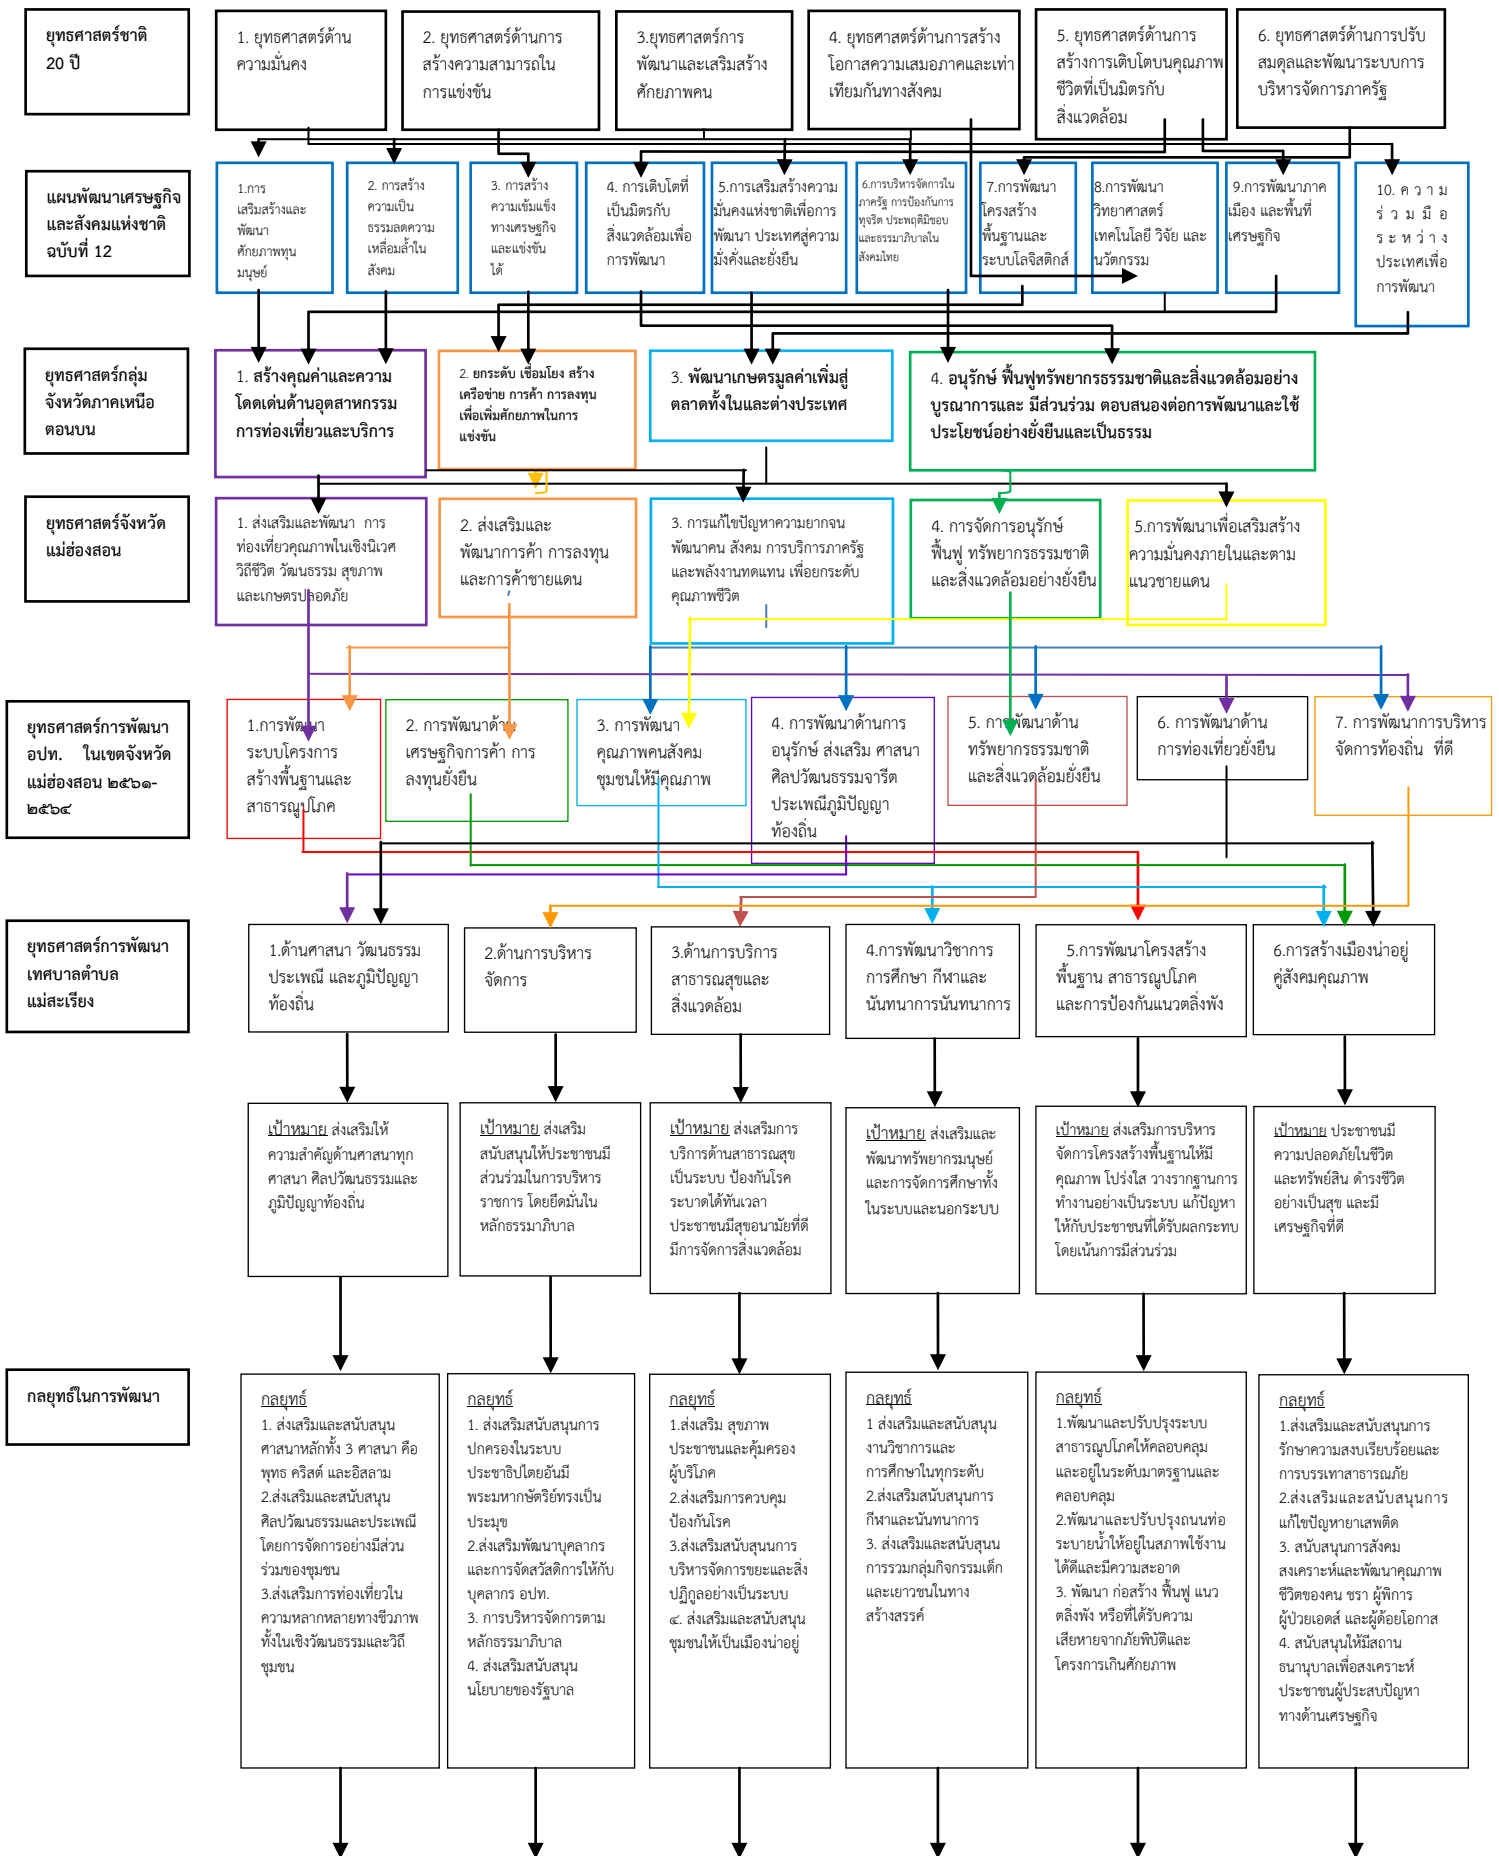 ยุทธศาสตร์ชาติ
20 ปี
1. ยุทธศาสตร์ด้าน
ความมั่นคง
2. ยุทธศาสตร์ด้านการ
สร้างความสามารถใน
การแข่งขัน
3.ยุทธศาสตร์การ
พัฒนาและเสริมสร้าง
ศักยภาพคน
4. ยุทธศาสตร์ด้านการสร้าง
โอกาสความเสมอภาคและเท่า
เทียมกันทางสังคม
5. ยุทธศาสตร์ด้านการ
สร้างการเติบโตบนคุณภาพ
ชีวิตที่เป็นมิตรกับ
สิ่งแวดล้อม
6. ยุทธศาสตร์ด้านการปรับ
สมดุลและพัฒนาระบบการ
บริหารจัดการภาครัฐ
แผนพัฒนาเศรษฐกิจ
และสังคมแห่งชาติ
ฉบับที่ 12
1.การ
เสริมสร้างและ
พัฒนา
ศักยภาพทุน
มนุษย์
2. การสร้าง
ความเป็น
ธรรมลดความ
เหลื่อมล้ำใน
สังคม
3. การสร้าง
ความเข้มแข็ง
ทางเศรษฐกิจ
และแข่งขัน
ได้
4. การเติบโตที่
เป็นมิตรกับ
สิ่งแวดล้อมเพื่อ
การพัฒนา
5.การเสริมสร้างความ
มั่นคงแห่งชาติเพื่อการ
พัฒนา ประเทศสู่ความ
มั่งคั่งและยั่งยืน
6.การบริหารจัดการใน
ภาครัฐ การป้องกันการ
ทุจริต ประพฤติมิชอบ
และธรรมาภิบาลใน
สังคมไทย
7.การพัฒนา
โครงสร้าง
พื้นฐานและ
ระบบโลจิสติกส์
8.การพัฒนา
วิทยาศาสตร์
เทคโนโลยี วิจัย และ
นวัตกรรม
9.การพัฒนาภาค
เมือง และพื้นที่
เศรษฐกิจ
10. ค ว า ม
ร่ ว ม มื อ
ร ะ ห ว่ า ง
ประเทศเพื่อ
การพัฒนา
ยุทธศาสตร์กลุ่ม
จังหวัดภาคเหนือ
ตอนบน
1. สร้างคุณค่าและความ
โดดเด่นด้านอุตสาหกรรม
การท่องเที่ยวและบริการ
2. ยกระดับ เชื่อมโยง สร้าง
เครือข่าย การค้า การลงทุน
เพื่อเพิ่มศักยภาพในการ
แข่งขัน
3. พัฒนาเกษตรมูลค่าเพิ่มสู่
ตลาดทั้งในและต่างประเทศ
4. อนุรักษ์ ฟื้นฟูทรัพยากรธรรมชาติและสิ่งแวดล้อมอย่าง
บูรณาการและ มีส่วนร่วม ตอบสนองต่อการพัฒนาและใช้
ประโยชน์อย่างยั่งยืนและเป็นธรรม
ยุทธศาสตร์จังหวัด
แม่ฮ่องสอน
1. ส่งเสริมและพัฒนา การ
ท่องเที่ยวคุณภาพในเชิงนิเวศ
วิถีชีวิต วัฒนธรรม สุขภาพ
และเกษตรปลอดภัย
2. ส่งเสริมและ
พัฒนาการค้า การลงทุน
และการค้าชายแดน
3. การแก้ไขปัญหาความยากจน
พัฒนาคน สังคม การบริการภาครัฐ
และพลังงานทดแทน เพื่อยกระดับ
คุณภาพชีวิต
4. การจัดการอนุรักษ์
ฟื้นฟู ทรัพยากรธรรมชาติ
และสิ่งแวดล้อมอย่างยั่งยืน
5.การพัฒนาเพื่อเสริมสร้าง
ความมั่นคงภายในและตาม
แนวชายแดน
ยุทธศาสตร์การพัฒนา
อปท. ในเขตจังหวัด
แม่ฮ่องสอน ๒๕๖๑-
๒๕๖๔
1.การพัฒนา
ระบบโครงการ
สร้างพื้นฐานและ
สาธารณูปโภค
2. การพัฒนาด้าน
เศรษฐกิจการค้า การ
ลงทุนยั่งยืน
3. การพัฒนา
คุณภาพคนสังคม
ชุมชนให้มีคุณภาพ
4. การพัฒนาด้านการ
อนุรักษ์ ส่งเสริม ศาสนา
ศิลปวัฒนธรรมจารีต
ประเพณีภูมิปัญญา
ท้องถิ่น
5. การพัฒนาด้าน
ทรัพยากรธรรมชาติ
และสิ่งแวดล้อมยั่งยืน
6. การพัฒนาด้าน
การท่องเที่ยวยั่งยืน
7. การพัฒนาการบริหาร
จัดการท้องถิ่น ที่ดี
ยุทธศาสตร์การพัฒนา
เทศบาลตำบล
แม่สะเรียง
1.ด้านศาสนา วัฒนธรรม
ประเพณี และภูมิปัญญา
ท้องถิ่น
2.ด้านการบริหาร
จัดการ
3.ด้านการบริการ
สาธารณสุขและ
สิ่งแวดล้อม
4.การพัฒนาวิชาการ
การศึกษา กีฬาและ
นันทนาการนันทนาการ
5.การพัฒนาโครงสร้าง
พื้นฐาน สาธารณูปโภค
และการป้องกันแนวตลิ่งพัง
6.การสร้างเมืองน่าอยู่
คู่สังคมคุณภาพ
เป้าหมาย ส่งเสริมให้
ความสำคัญด้านศาสนาทุก
ศาสนา ศิลปวัฒนธรรมและ
ภูมิปัญญาท้องถิ่น
เป้าหมาย ส่งเสริม
สนับสนุนให้ประชาชนมี
ส่วนร่วมในการบริหาร
ราชการ โดยยึดมั่นใน
หลักธรรมาภิบาล
เป้าหมาย ส่งเสริมการ
บริการด้านสาธารณสุข
เป็นระบบ ป้องกันโรค
ระบาดได้ทันเวลา
ประชาชนมีสุขอนามัยที่ดี
มีการจัดการสิ่งแวดล้อม
เป้าหมาย ส่งเสริมและ
พัฒนาทรัพยากรมนุษย์
และการจัดการศึกษาทั้ง
ในระบบและนอกระบบ
เป้าหมาย ส่งเสริมการบริหาร
จัดการโครงสร้างพื้นฐานให้มี
คุณภาพ โปร่งใส วางรากฐานการ
ทำงานอย่างเป็นระบบ แก้ปัญหา
ให้กับประชาชนที่ได้รับผลกระทบ
โดยเน้นการมีส่วนร่วม
เป้าหมาย ประชาชนมี
ความปลอดภัยในชีวิต
และทรัพย์สิน ดำรงชีวิต
อย่างเป็นสุข และมี
เศรษฐกิจที่ดี
กลยุทธ์ในการพัฒนา
กลยุทธ์
1. ส่งเสริมและสนับสนุน
ศาสนาหลักทั้ง 3 ศาสนา คือ
พุทธ คริสต์ และอิสลาม
2.ส่งเสริมและสนับสนุน
ศิลปวัฒนธรรมและประเพณี
โดยการจัดการอย่างมีส่วน
ร่วมของชุมชน
3.ส่งเสริมการท่องเที่ยวใน
ความหลากหลายทางชีวภาพ
ทั้งในเชิงวัฒนธรรมและวิถี
ชุมชน
กลยุทธ์
1. ส่งเสริมสนับสนุนการ
ปกครองในระบบ
ประชาธิปไตยอันมี
พระมหากษัตริย์ทรงเป็น
ประมุข
2.ส่งเสริมพัฒนาบุคลากร
และการจัดสวัสดิการให้กับ
บุคลากร อปท.
3. การบริหารจัดการตาม
หลักธรรมาภิบาล
4. ส่งเสริมสนับสนุน
นโยบายของรัฐบาล
กลยุทธ์
1.ส่งเสริม สุขภาพ
ประชาชนและคุ้มครอง
ผู้บริโภค
2.ส่งเสริมการควบคุม
ป้องกันโรค
3.ส่งเสริมสนับสุนนการ
บริหารจัดการขยะและสิ่ง
ปฏิกูลอย่างเป็นระบบ
๔. ส่งเสริมและสนับสนุน
ชุมชนให้เป็นเมืองน่าอยู่
กลยุทธ์
1 ส่งเสริมและสนับสนุน
งานวิชาการและ
การศึกษาในทุกระดับ
2.ส่งเสริมสนับสนุนการ
กีฬาและนันทนาการ
3. ส่งเสริมและสนับสุนน
การรวมกลุ่มกิจกรรมเด็ก
และเยาวชนในทาง
สร้างสรรค์
กลยุทธ์
1.พัฒนาและปรับปรุงระบบ
สาธารณูปโภคให้คลอบคลุม
และอยู่ในระดับมาตรฐานและ
คลอบคลุม
2.พัฒนาและปรับปรุงถนนท่อ
ระบายน้ำให้อยู่ในสภาพใช้งาน
ได้ดีและมีความสะอาด
3. พัฒนา ก่อสร้าง ฟื้นฟู แนว
ตลิ่งพัง หรือที่ได้รับความ
เสียหายจากภัยพิบัติและ
โครงการเกินศักยภาพ
กลยุทธ์
1.ส่งเสริมและสนับสนุนการ
รักษาความสงบเรียบร้อยและ
การบรรเทาสาธารณภัย
2.ส่งเสริมและสนับสนุนการ
แก้ไขปัญหายาเสพติด
3. สนับสนุนการสังคม
สงเคราะห์และพัฒนาคุณภาพ
ชีวิตของคน ชรา ผู้พิการ
ผู้ป่วยเอดส์ และผู้ด้อยโอกาส
4. สนับสนุนให้มีสถาน
ธนานุบาลเพื่อสงเคราะห์
ประชาชนผู้ประสบปัญหา
ทางด้านเศรษฐกิจ